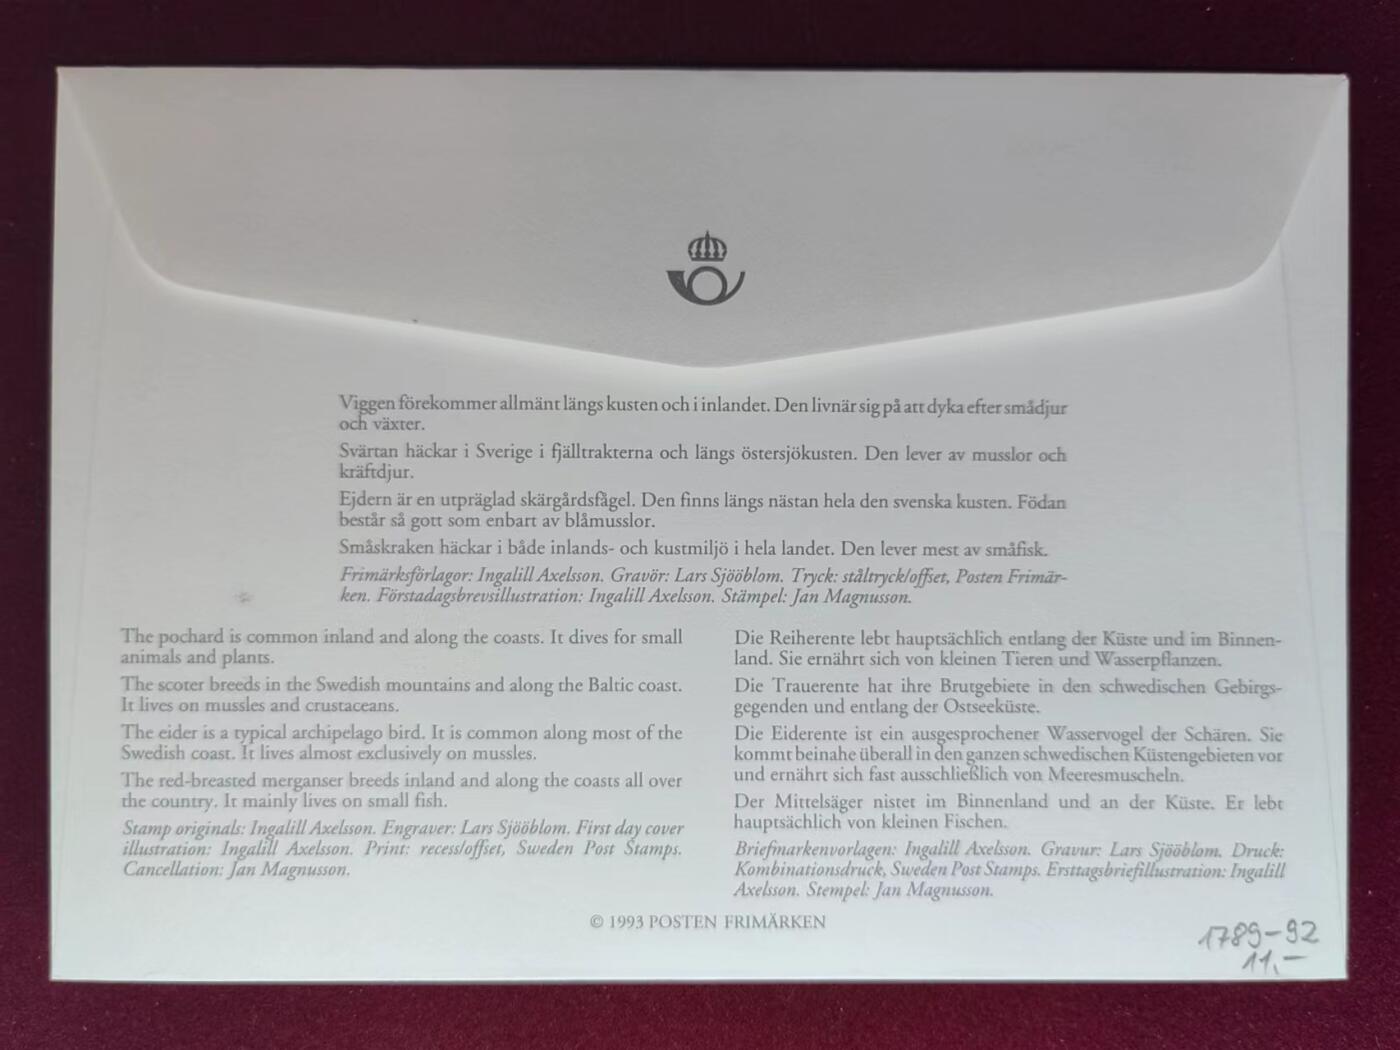 Viggen förekommer allmänt längs kusten och i inlandet. Den livnär sig på att dyka efter smådjur
och växter.
Svärtan häckar i Sverige i fjälltrakterna och längs östersjökusten. Den lever av musslor och
kräftdjur.
Ejdern är en utpräglad skärgårdsfågel. Den finns längs nästan hela den svenska kusten. Födan
består så gott som enbart av blåmusslor.
Småskraken häckar i både inlands- och kustmiljö i hela landet. Den lever mest av småfisk.
Frimärksförlagor: Ingalill Axelsson. Gravör: Lars Sjööblom. Tryck: ståltryck/offset, Posten Frimär-
ken. Förstadagsbrevsillustration: Ingalill Axelsson. Stämpel: Jan Magnusson.
The pochard is common inland and along the coasts. It dives for small
animals and plants.
The scoter breeds in the Swedish mountains and along the Baltic coast.
It lives on mussles and crustaceans.
The eider is a typical archipelago bird. It is common along most of the
Swedish coast. It lives almost exclusively on mussles.
The red-breasted merganser breeds inland and along the coasts all over
the country. It mainly lives on small fish.
Stamp originals: Ingalill Axelsson. Engraver: Lars Sjööblom. First day cover
illustration: Ingalill Axelsson. Print: recess/offset, Sweden Post Stamps.
Cancellation: Jan Magnusson.
Die Reiherente lebt hauptsächlich entlang der Küste und im Binnen-
land. Sie ernährt sich von kleinen Tieren und Wasserpflanzen.
Die Trauerente hat ihre Brutgebiete in den schwedischen Gebirgs-
gegenden und entlang der Ostseeküste.
Die Eiderente ist ein ausgesprochener Wasservogel der Schären. Sie
kommt beinahe überall in den ganzen schwedischen Küstengebieten vor
und ernährt sich fast ausschließlich von Meeresmuscheln.
Der Mittelsäger nistet im Binnenland und an der Küste. Er lebt
hauptsächlich von kleinen Fischen.
Briefmarkenvorlagen: Ingalill Axelsson. Gravur: Lars Sjööblom. Druck:
Kombinationsdruck, Sweden Post Stamps. Ersttagsbriefillustration: Ingalill
Axelsson. Stempel: Jan Magnusson.
© 1993 POSTEN FRIMÄRKEN
1789-92
11,-